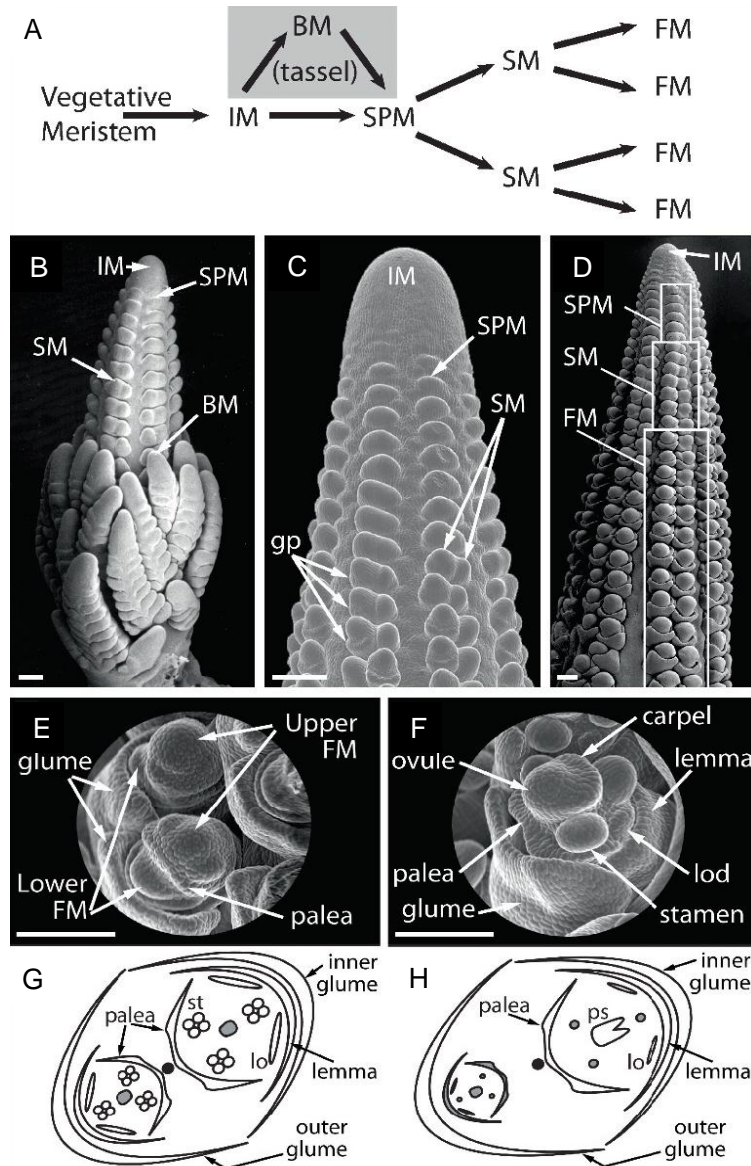 A
BM
(tassel)
Vegetative
Meristem
IM
SPM
SM
SM
FM
FM
FM
FM
B
IM
SPM
SM
BM
C
IM
SPM
SM
gp
D
IM
SPM
SM
FM
E
Upper
FM
glume
Lower
FM
palea
F
carpel
ovule
lemma
palea
lod
glume
stamen
G
inner
glume
st
palea
lo
lemma
outer
glume
H
inner
glume
palea
ps
lo
lemma
outer
glume